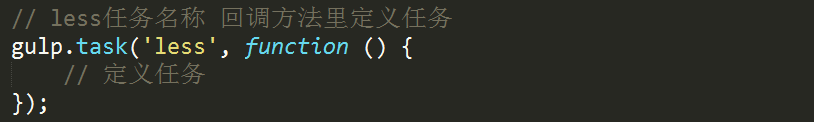 // less任务名称 回调方法里定义任务
gulp.task('less', function () {
    // 定义任务
});